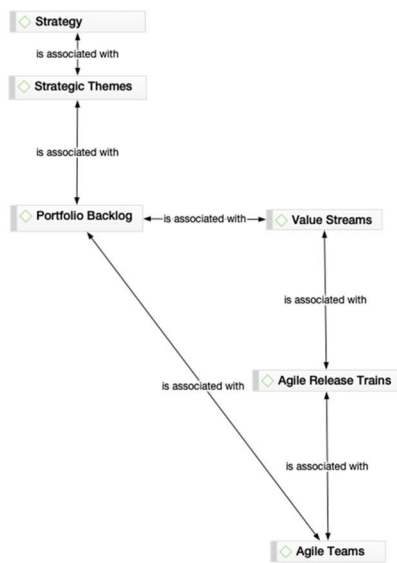 Strategy
is associated with
Strategic Themes
is associated with
Portfolio Backlog
is associated with
Value Streams
is associated with
Agile Release Trains
is associated with
is associated with
Agile Teams